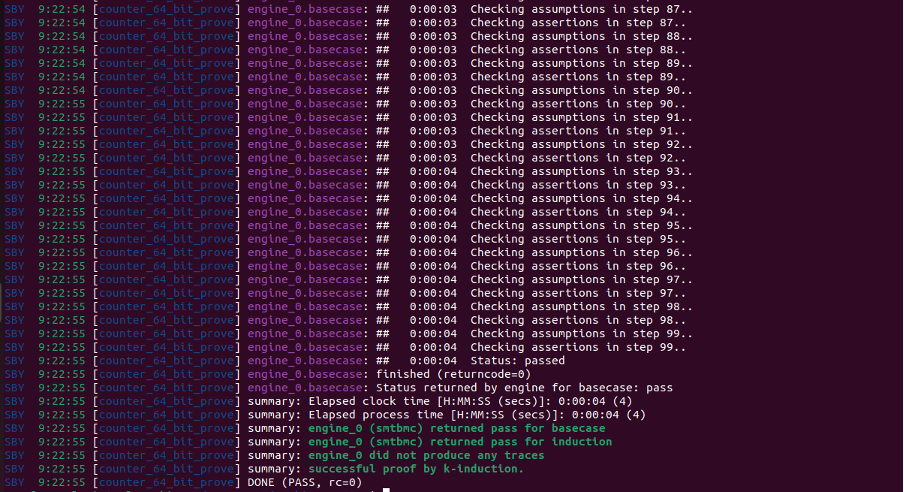 SBY  9:22:54 [counter_64_bit_prove] engine_0.basecase: ##   0:00:03  Checking assumptions in step 87..
SBY  9:22:54 [counter_64_bit_prove] engine_0.basecase: ##   0:00:03  Checking assertions in step 87..
SBY  9:22:54 [counter_64_bit_prove] engine_0.basecase: ##   0:00:03  Checking assumptions in step 88..
SBY  9:22:54 [counter_64_bit_prove] engine_0.basecase: ##   0:00:03  Checking assertions in step 88..
SBY  9:22:54 [counter_64_bit_prove] engine_0.basecase: ##   0:00:03  Checking assumptions in step 89..
SBY  9:22:54 [counter_64_bit_prove] engine_0.basecase: ##   0:00:03  Checking assertions in step 89..
SBY  9:22:54 [counter_64_bit_prove] engine_0.basecase: ##   0:00:03  Checking assumptions in step 90..
SBY  9:22:55 [counter_64_bit_prove] engine_0.basecase: ##   0:00:03  Checking assertions in step 90..
SBY  9:22:55 [counter_64_bit_prove] engine_0.basecase: ##   0:00:03  Checking assumptions in step 91..
SBY  9:22:55 [counter_64_bit_prove] engine_0.basecase: ##   0:00:03  Checking assertions in step 91..
SBY  9:22:55 [counter_64_bit_prove] engine_0.basecase: ##   0:00:03  Checking assumptions in step 92..
SBY  9:22:55 [counter_64_bit_prove] engine_0.basecase: ##   0:00:03  Checking assertions in step 92..
SBY  9:22:55 [counter_64_bit_prove] engine_0.basecase: ##   0:00:04  Checking assumptions in step 93..
SBY  9:22:55 [counter_64_bit_prove] engine_0.basecase: ##   0:00:04  Checking assertions in step 93..
SBY  9:22:55 [counter_64_bit_prove] engine_0.basecase: ##   0:00:04  Checking assumptions in step 94..
SBY  9:22:55 [counter_64_bit_prove] engine_0.basecase: ##   0:00:04  Checking assertions in step 94..
SBY  9:22:55 [counter_64_bit_prove] engine_0.basecase: ##   0:00:04  Checking assumptions in step 95..
SBY  9:22:55 [counter_64_bit_prove] engine_0.basecase: ##   0:00:04  Checking assertions in step 95..
SBY  9:22:55 [counter_64_bit_prove] engine_0.basecase: ##   0:00:04  Checking assumptions in step 96..
SBY  9:22:55 [counter_64_bit_prove] engine_0.basecase: ##   0:00:04  Checking assertions in step 96..
SBY  9:22:55 [counter_64_bit_prove] engine_0.basecase: ##   0:00:04  Checking assumptions in step 97..
SBY  9:22:55 [counter_64_bit_prove] engine_0.basecase: ##   0:00:04  Checking assertions in step 97..
SBY  9:22:55 [counter_64_bit_prove] engine_0.basecase: ##   0:00:04  Checking assumptions in step 98..
SBY  9:22:55 [counter_64_bit_prove] engine_0.basecase: ##   0:00:04  Checking assertions in step 98..
SBY  9:22:55 [counter_64_bit_prove] engine_0.basecase: ##   0:00:04  Checking assumptions in step 99..
SBY  9:22:55 [counter_64_bit_prove] engine_0.basecase: ##   0:00:04  Checking assertions in step 99..
SBY  9:22:55 [counter_64_bit_prove] engine_0.basecase: ##   0:00:04  Status: passed
SBY  9:22:55 [counter_64_bit_prove] engine_0.basecase: finished (returncode=0)
SBY  9:22:55 [counter_64_bit_prove] engine_0.basecase: Status returned by engine for basecase: pass
SBY  9:22:55 [counter_64_bit_prove] summary: Elapsed clock time [H:MM:SS (secs)]: 0:00:04 (4)
SBY  9:22:55 [counter_64_bit_prove] summary: Elapsed process time [H:MM:SS (secs)]: 0:00:04 (4)
SBY  9:22:55 [counter_64_bit_prove] summary: engine_0 (smtbmc) returned pass for basecase
SBY  9:22:55 [counter_64_bit_prove] summary: engine_0 (smtbmc) returned pass for induction
SBY  9:22:55 [counter_64_bit_prove] summary: engine_0 did not produce any traces
SBY  9:22:55 [counter_64_bit_prove] summary: successful proof by k-induction.
SBY  9:22:55 [counter_64_bit_prove] DONE (PASS, rc=0)